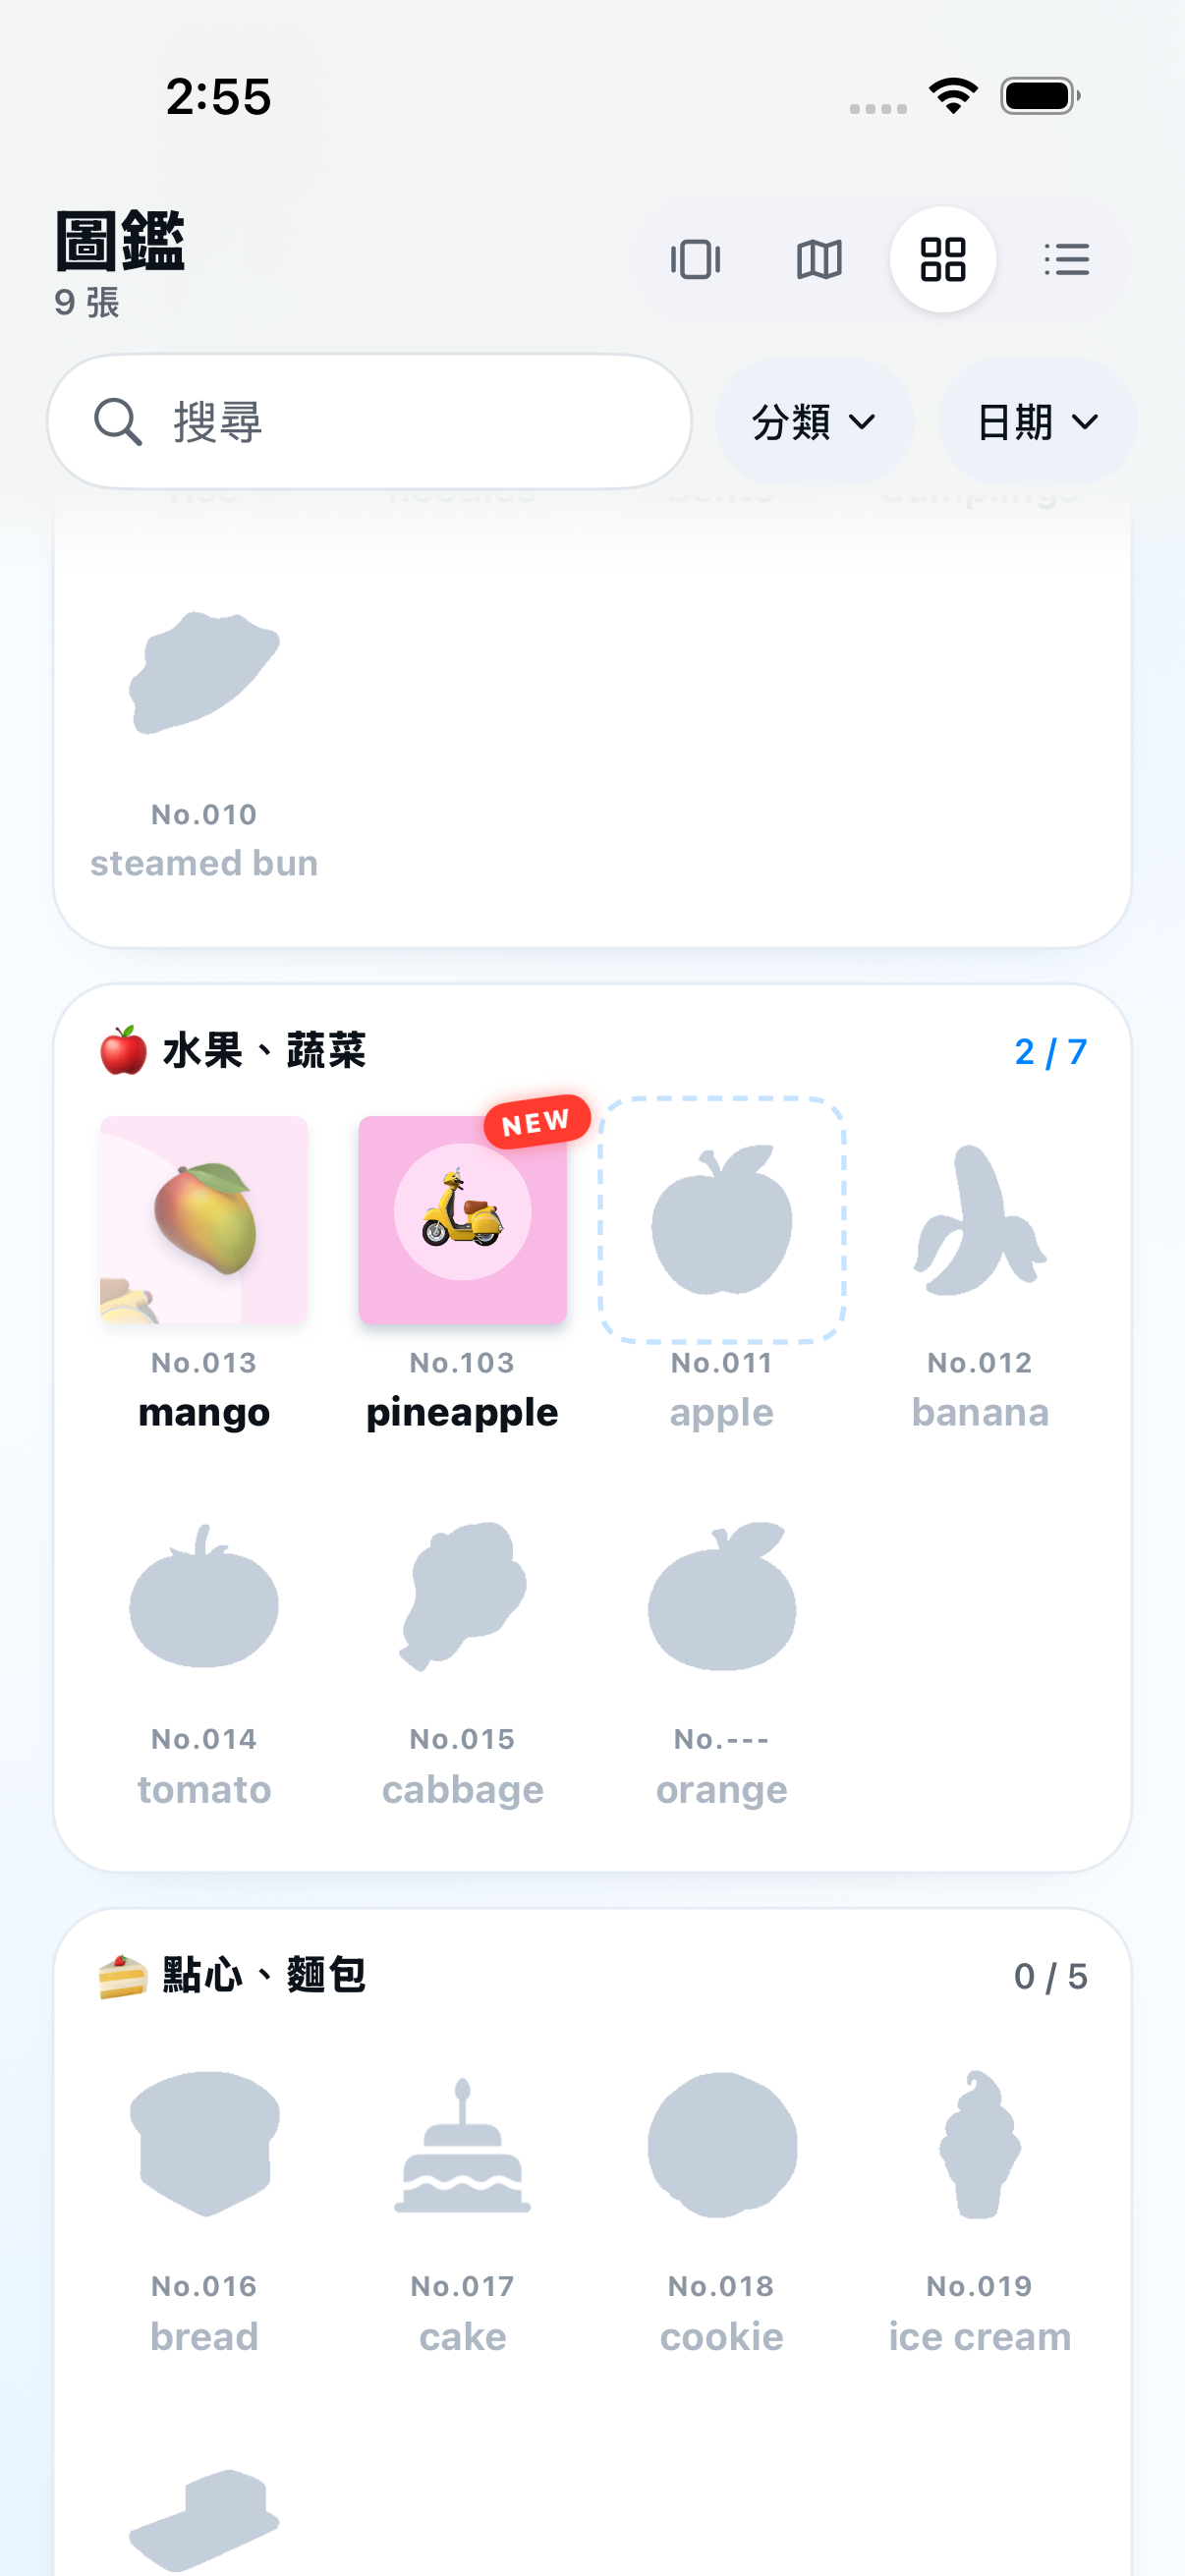 2:55
圖鑑
9 張
搜尋
分類
日期
No.010
steamed bun
水果、蔬菜
2 / 7
NEW
No.013
No.103
No.011
No.012
mango
pineapple
apple
banana
No.014
No.015
No.---
tomato
cabbage
orange
點心、麵包
0 / 5
No.016
No.017
No.018
No.019
bread
cake
cookie
ice cream